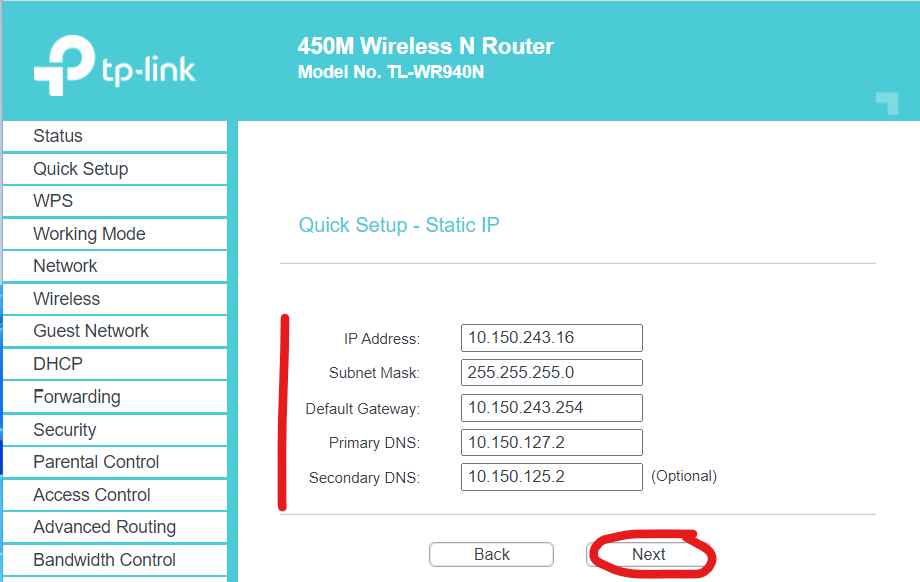 tp-link
450M Wireless N Router
Model No. TL-WR940N
Status
Quick Setup
WPS
Working Mode
Network
Wireless
Guest Network
DHCP
Forwarding
Security
Parental Control
Access Control
Advanced Routing
Bandwidth Control
Quick Setup - Static IP
IP Address: 10.150.243.16
Subnet Mask: 255.255.255.0
Default Gateway: 10.150.243.254
Primary DNS: 10.150.127.2
Secondary DNS: 10.150.125.2 (Optional)
Back Next